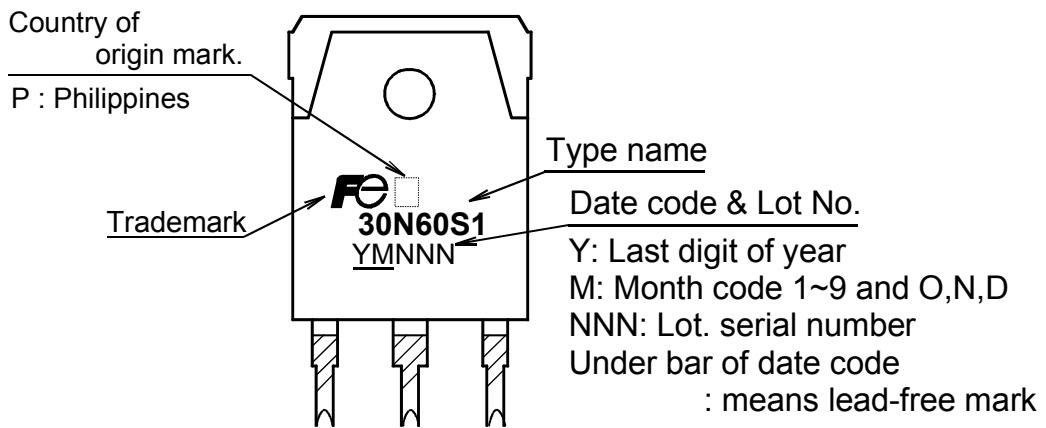 Country of
origin mark.
P : Philippines
Type name
Fe
30N60S1
YMNNN
Trademark
Date code & Lot No.
Y: Last digit of year
M: Month code 1~9 and O,N,D
NNN: Lot. serial number
Under bar of date code
: means lead-free mark